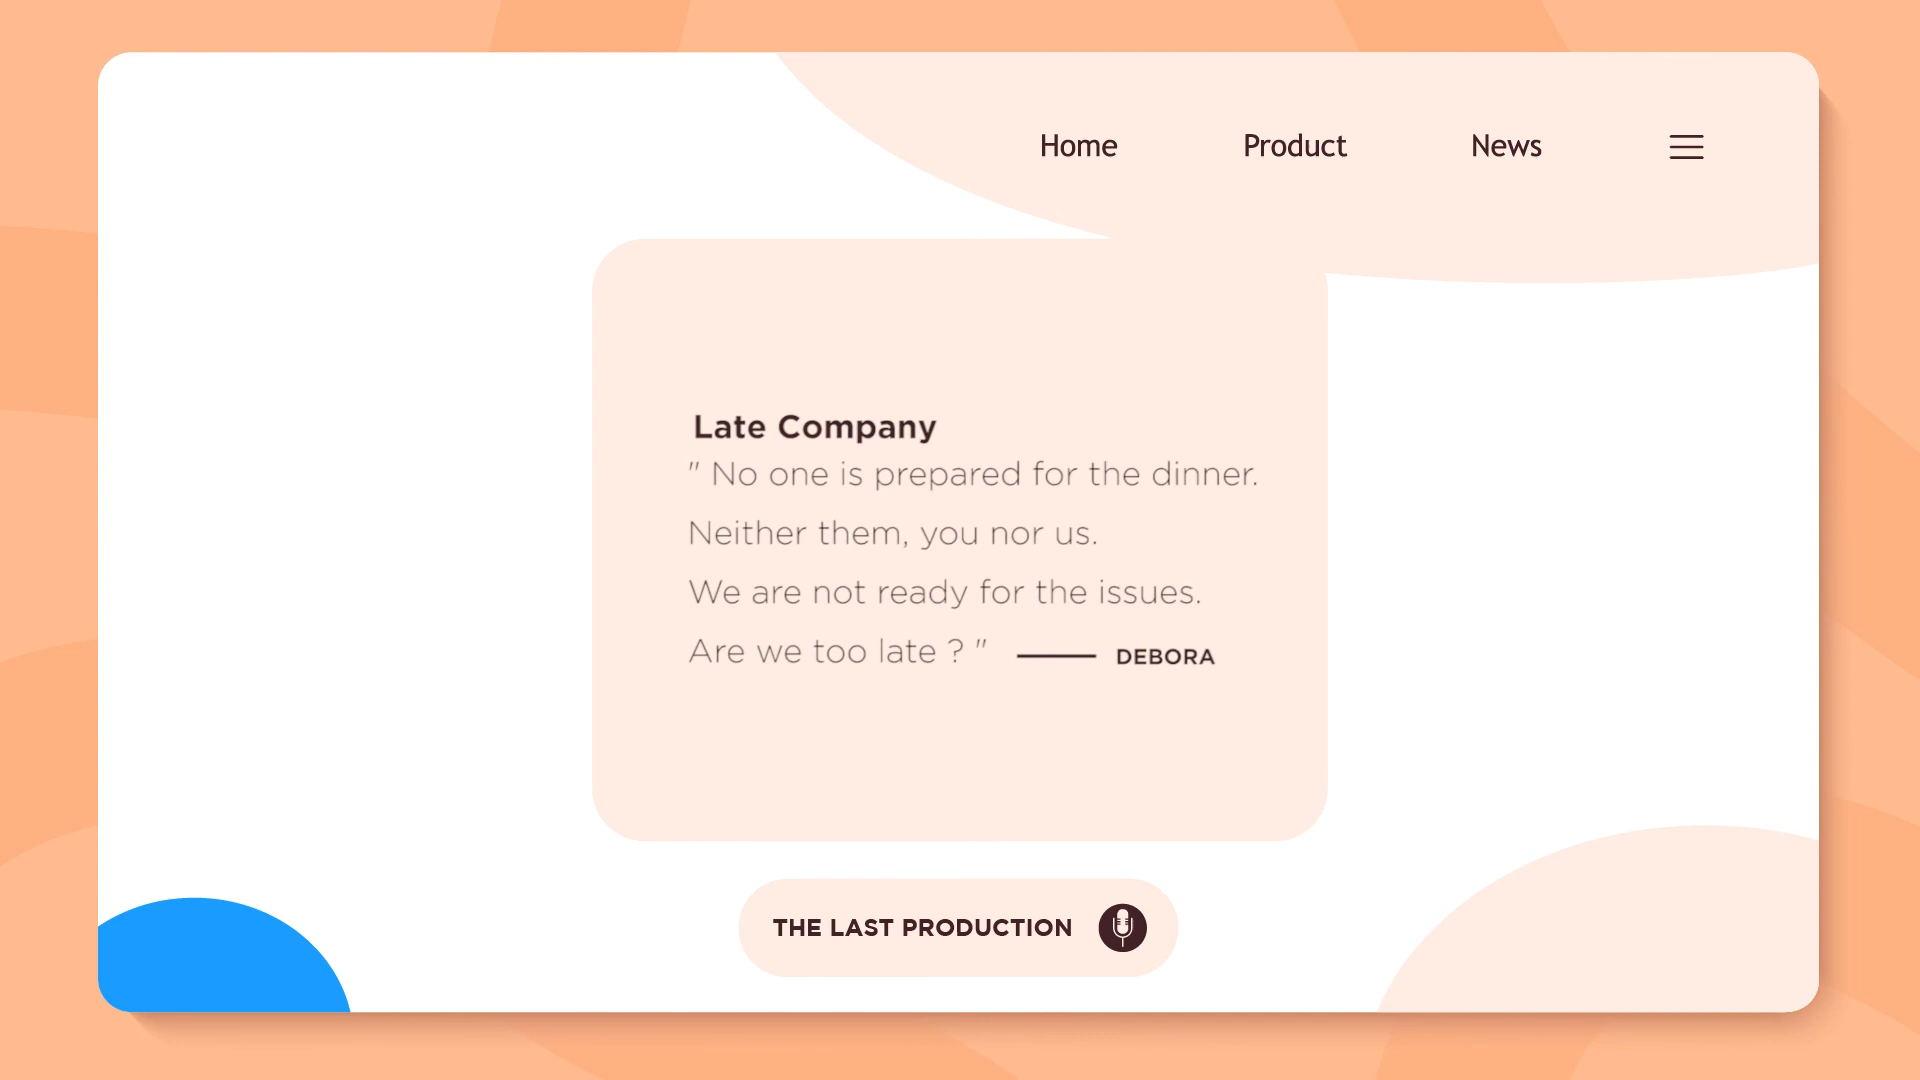 Home Product News
Late Company
" No one is prepared for the dinner.
Neither them, you nor us.
We are not ready for the issues.
Are we too late ? " —— DEBORA
THE LAST PRODUCTION